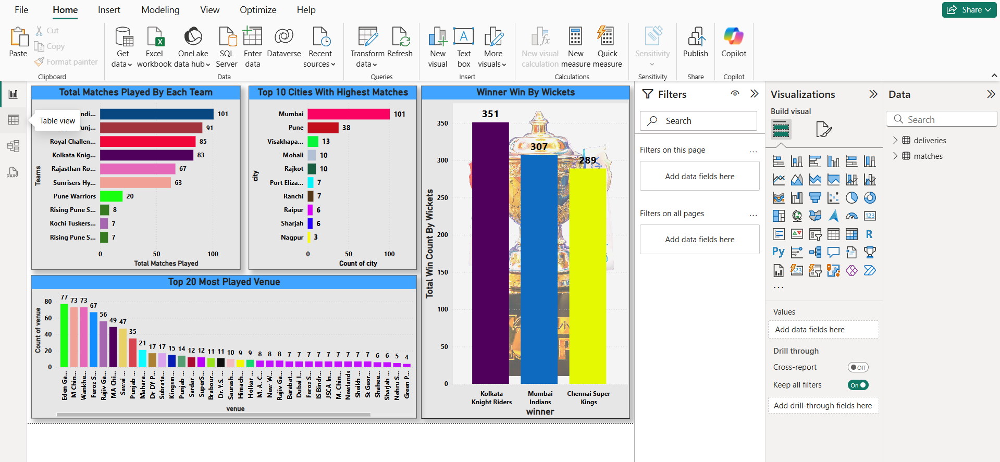 File Home Insert Modeling View Optimize Help
Share
Paste
Cut
Copy
Format painter
Clipboard
Get data
Excel workbook
OneLake data hub
SQL Server
Enter data
Dataverse
Recent sources
Data
Transform data
Refresh
Queries
New visual
Text box
More visuals
Insert
New visual calculation
New measure
Quick measure
Calculations
Sensitivity
Sensitivity
Publish
Share
Copilot
Copilot
Table view
Total Matches Played By Each Team
Teams
ndi... 101
unj... 91
Royal Challen... 85
Kolkata Knig... 83
Rajasthan Ro... 67
Sunrisers Hy... 63
Pune Warriors 20
Rising Pune S... 8
Kochi Tuskers... 7
Rising Pune S... 7
0 50 100
Total Matches Played
Top 10 Cities With Highest Matches
city
Mumbai 101
Pune 38
Visakhapa... 13
Mohali 10
Rajkot 10
Port Eliza... 7
Ranchi 7
Raipur 6
Sharjah 6
Nagpur 3
0 50 100
Count of city
Top 20 Most Played Venue
Count of venue
80
60
40
20
0
77 73 73 67 56 49 47 35 21 17 17 15 14 12 12 11 11 10 9 9 8 8 8 7 7 7 7 7 7 7 7 7 6 6 5 4
Eden Ga... M Chin... Wankhe... Feroz S... Rajiv Ga... MA Chi... Sawai ... Punjab ... Mahara... Dr DY P... Subrata... Kingsm... Punjab ... Sardar ... SuperS... Brabour... Dr. Y.S. ... Saurash... Himach... Holkar ... M. A. C... New W... Rajiv Ga... Barabat... Dubai I... Feroz S... IS Bindr... JSCA In... M. Chin... Newlands Sheikh ... St Geor... Shahee... Sharjah ... Nehru S... Green P...
venue
Winner Win By Wickets
Total Win Count By Wickets
350
300
250
200
150
100
50
0
351
307
289
Kolkata Knight Riders
Mumbai Indians
Chennai Super Kings
winner
Filters
Search
Filters on this page ...
Add data fields here
Filters on all pages ...
Add data fields here
Visualizations
Build visual
123
R
Py
123
...
Values
Add data fields here
Drill through
Cross-report Off
Keep all filters On
Add drill-through fields here
Data
Search
deliveries
matches